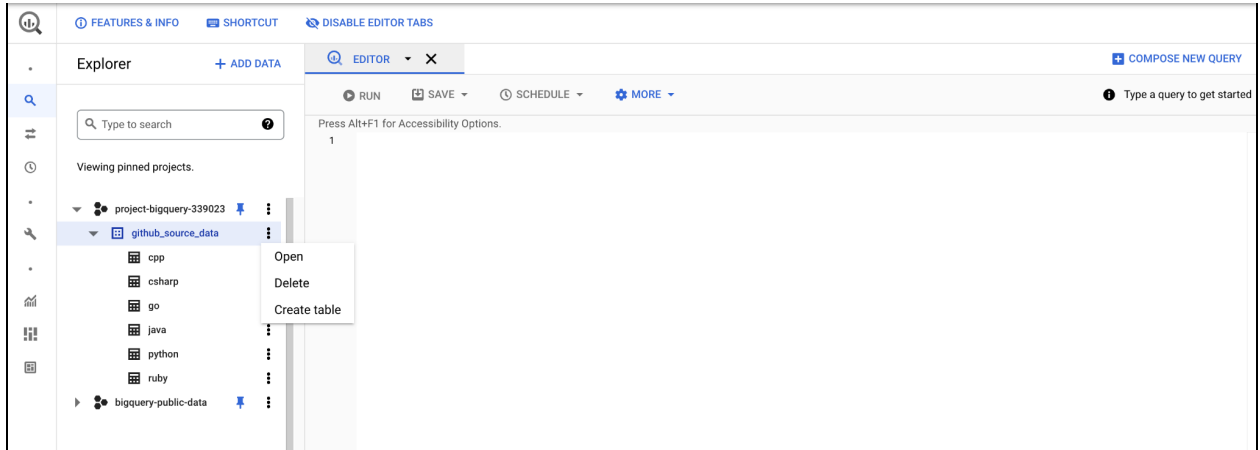 FEATURES & INFO SHORTCUT DISABLE EDITOR TABS
Explorer + ADD DATA
EDITOR
COMPOSE NEW QUERY
RUN SAVE SCHEDULE MORE
Type a query to get started
Type to search
Press Alt+F1 for Accessibility Options.
1
Viewing pinned projects.
project-bigquery-339023
github_source_data
cpp
csharp
go
java
python
ruby
bigquery-public-data
Open
Delete
Create table